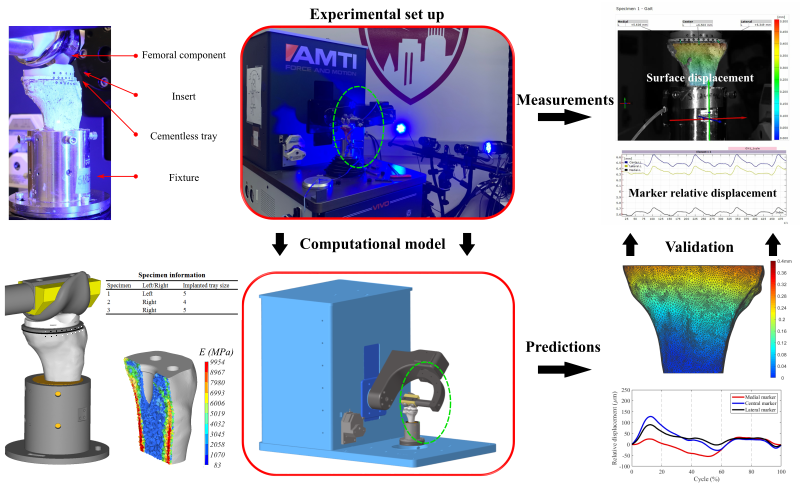 Experimental set up
Femoral component
Insert
Cementless tray
Fixture
AMTI
FORCE AND MOTION
VIVO
Measurements
Specimen 1 - Gait
Medial
Center
Lateral
Surface displacement
Marker relative displacement
Computational model
Validation
Specimen information
Specimen Left/Right Implanted tray size
1 Left 5
2 Right 4
3 Right 5
E (MPa)
9954
8967
7980
6993
6006
5019
4032
3045
2058
1070
83
Predictions
0.4mm
0.36
0.32
0.28
0.24
0.2
0.16
0.12
0.08
0.04
0
Relative displacement (μm)
250
200
150
100
50
0
-50
-100
Medial marker
Central marker
Lateral marker
0 20 40 60 80 100
Cycle (%)